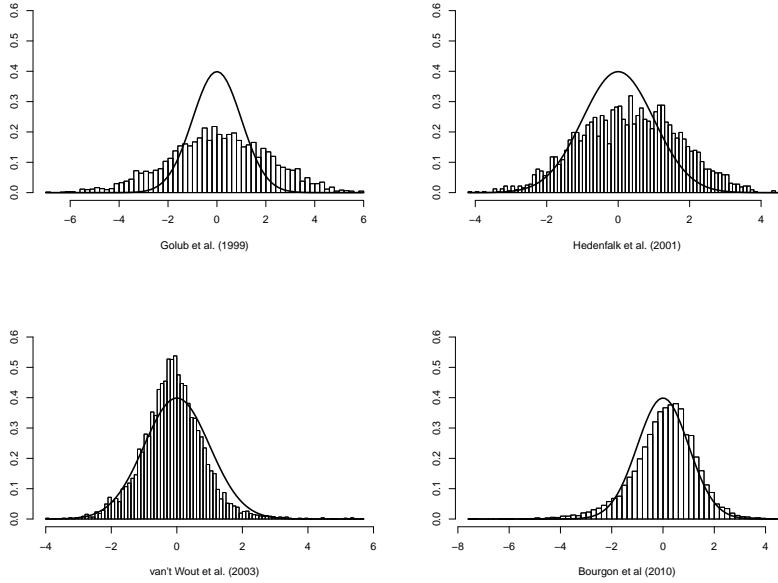 0.0 0.1 0.2 0.3 0.4 0.5 0.6
−6 −4 −2 0 2 4 6
Golub et al. (1999)
0.0 0.1 0.2 0.3 0.4 0.5 0.6
−4 −2 0 2 4
Hedenfalk et al. (2001)
0.0 0.1 0.2 0.3 0.4 0.5 0.6
−4 −2 0 2 4 6
van't Wout et al. (2003)
0.0 0.1 0.2 0.3 0.4 0.5 0.6
−8 −6 −4 −2 0 2 4
Bourgon et al (2010)